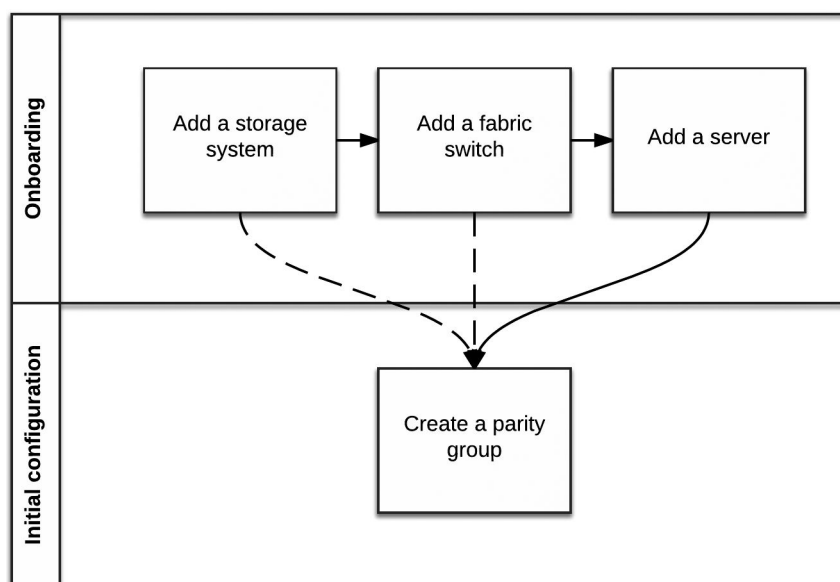 Onboarding
Add a storage
system
Add a fabric
switch
Add a server
Initial configuration
Create a parity
group